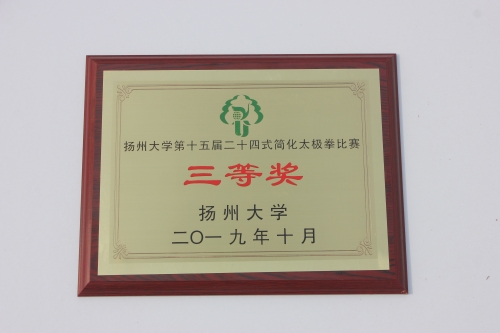 扬州大学第十五届二十四式简化太极拳比赛
三等奖
扬州大学
二〇一九年十月